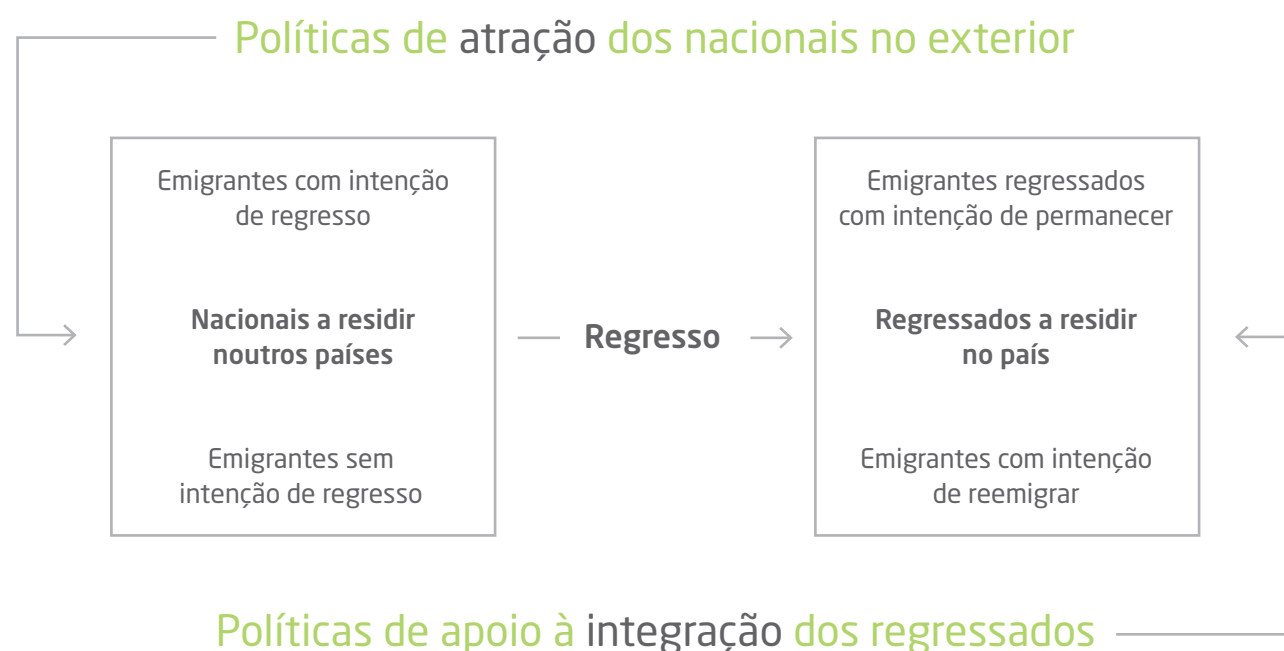 Políticas de atração dos nacionais no exterior
Emigrantes com intenção
de regresso
Nacionais a residir
noutros países
Emigrantes sem
intenção de regresso
Regresso
Emigrantes regressados
com intenção de permanecer
Regressados a residir
no país
Emigrantes com intenção
de reemigrar
Políticas de apoio à integração dos regressados